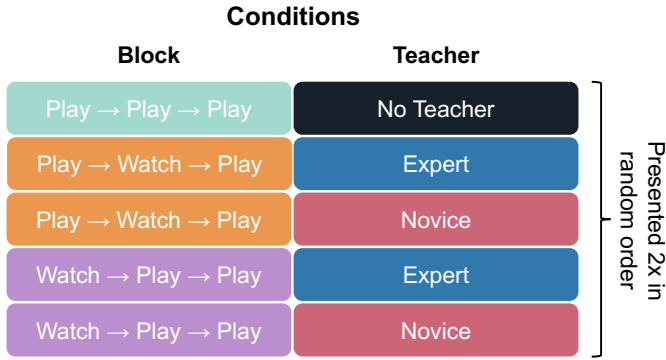 Conditions
Block Teacher
Play → Play → Play No Teacher
Play → Watch → Play Expert
Play → Watch → Play Novice
Watch → Play → Play Expert
Watch → Play → Play Novice
Presented 2x in
random order